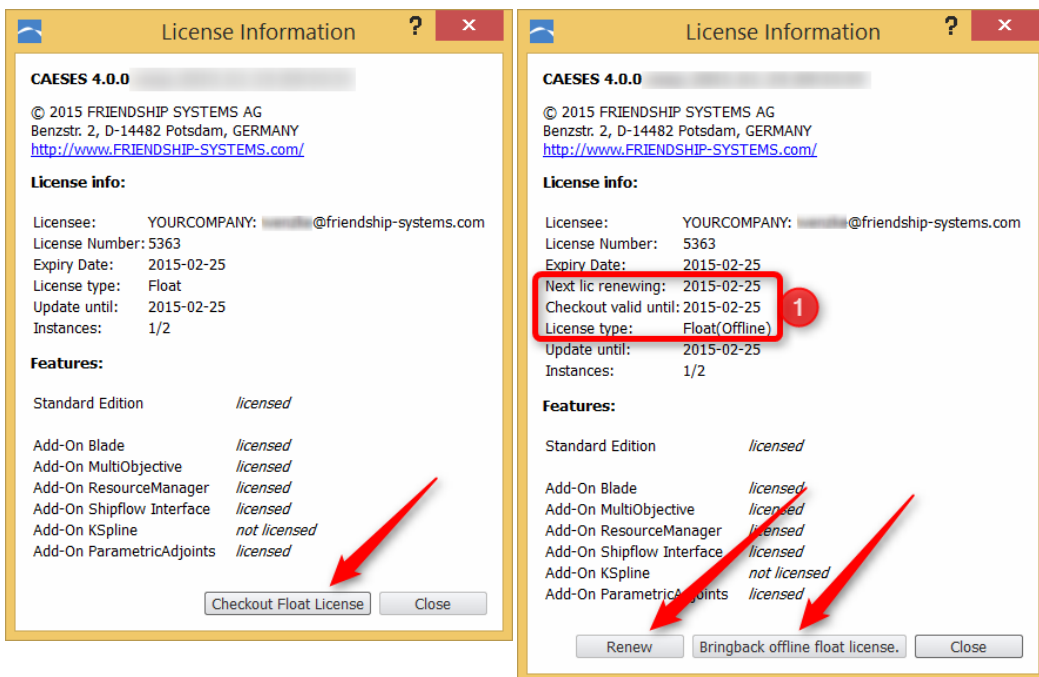 License Information
?
×
CAESES 4.0.0
© 2015 FRIENDSHIP SYSTEMS AG
Benzstr. 2, D-14482 Potsdam, GERMANY
http://www.FRIENDSHIP-SYSTEMS.com/
License info:
Licensee: YOURCOMPANY: @friendship-systems.com
License Number: 5363
Expiry Date: 2015-02-25
License type: Float
Update until: 2015-02-25
Instances: 1/2
Features:
Standard Edition licensed
Add-On Blade licensed
Add-On MultiObjective licensed
Add-On ResourceManager licensed
Add-On Shipflow Interface licensed
Add-On KSpline not licensed
Add-On ParametricAdjoints licensed
Checkout Float License Close
License Information
?
×
CAESES 4.0.0
© 2015 FRIENDSHIP SYSTEMS AG
Benzstr. 2, D-14482 Potsdam, GERMANY
http://www.FRIENDSHIP-SYSTEMS.com/
License info:
Licensee: YOURCOMPANY: @friendship-systems.com
License Number: 5363
Expiry Date: 2015-02-25
Next lic renewing: 2015-02-25
Checkout valid until: 2015-02-25
1
License type: Float(Offline)
Update until: 2015-02-25
Instances: 1/2
Features:
Standard Edition licensed
Add-On Blade licensed
Add-On MultiObjective licensed
Add-On ResourceManager licensed
Add-On Shipflow Interface licensed
Add-On KSpline not licensed
Add-On ParametricAdjoints licensed
Renew Bringback offline float license. Close